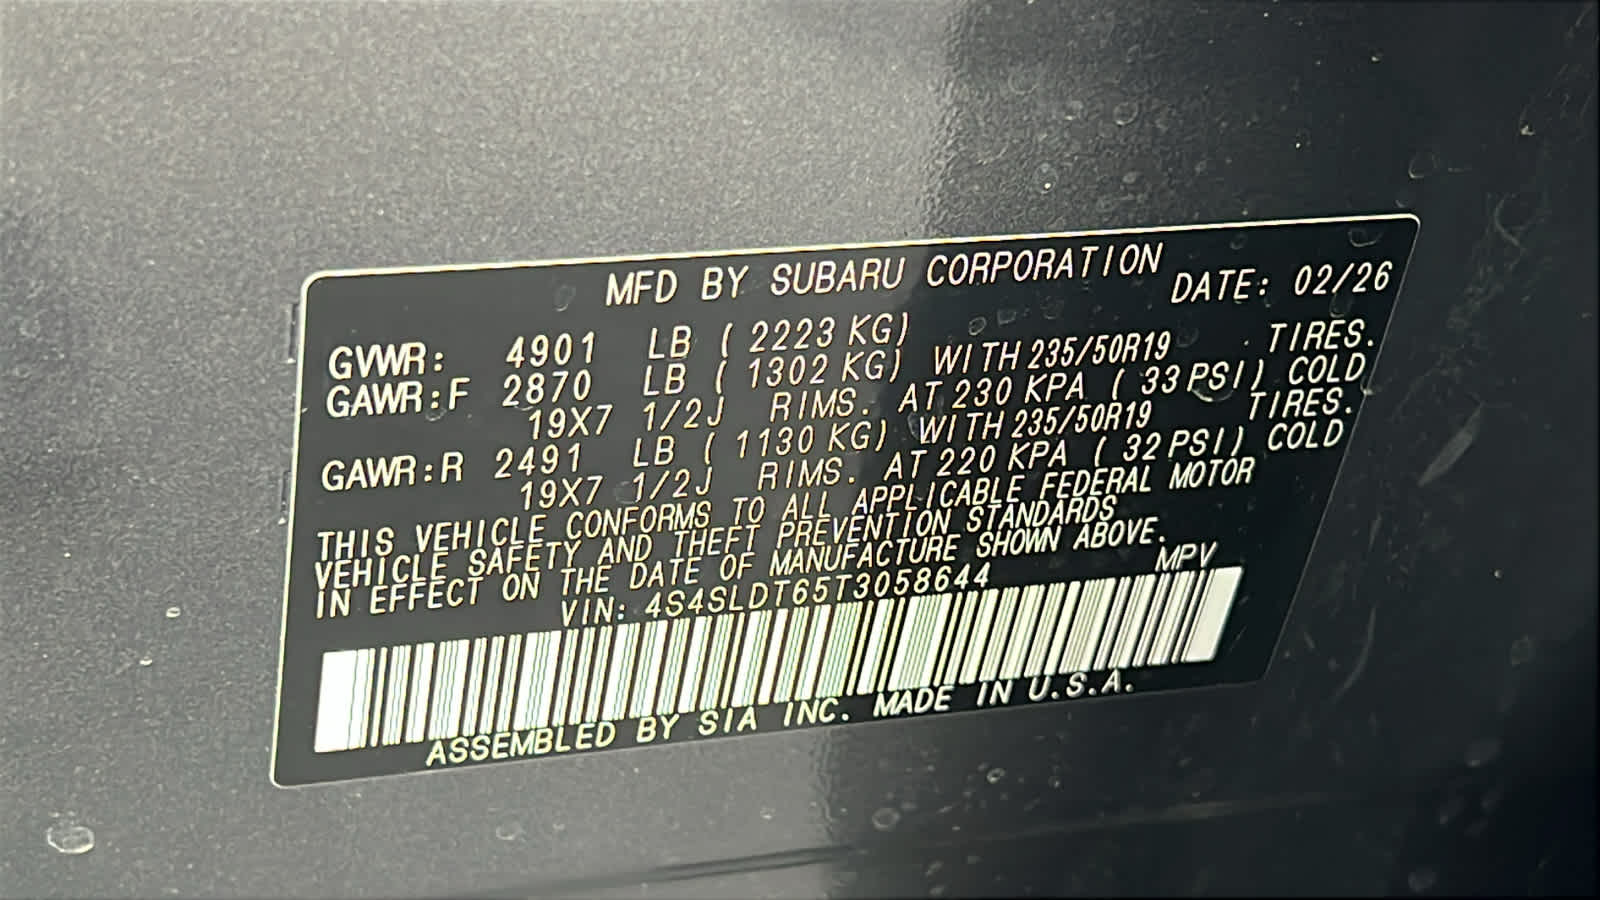 MFD BY SUBARU CORPORATION DATE: 02/26
GVWR: 4901 LB ( 2223 KG)
GAWR:F 2870 LB ( 1302 KG) WITH 235/50R19 TIRES.
19X7 1/2J RIMS. AT 230 KPA ( 33 PSI) COLD
GAWR:R 2491 LB ( 1130 KG) WITH 235/50R19 TIRES.
19X7 1/2J RIMS. AT 220 KPA ( 32 PSI) COLD
THIS VEHICLE CONFORMS TO ALL APPLICABLE FEDERAL MOTOR
VEHICLE SAFETY AND THEFT PREVENTION STANDARDS
IN EFFECT ON THE DATE OF MANUFACTURE SHOWN ABOVE.
VIN: 4S4SLDT65T3058644 MPV
ASSEMBLED BY SIA INC. MADE IN U.S.A.